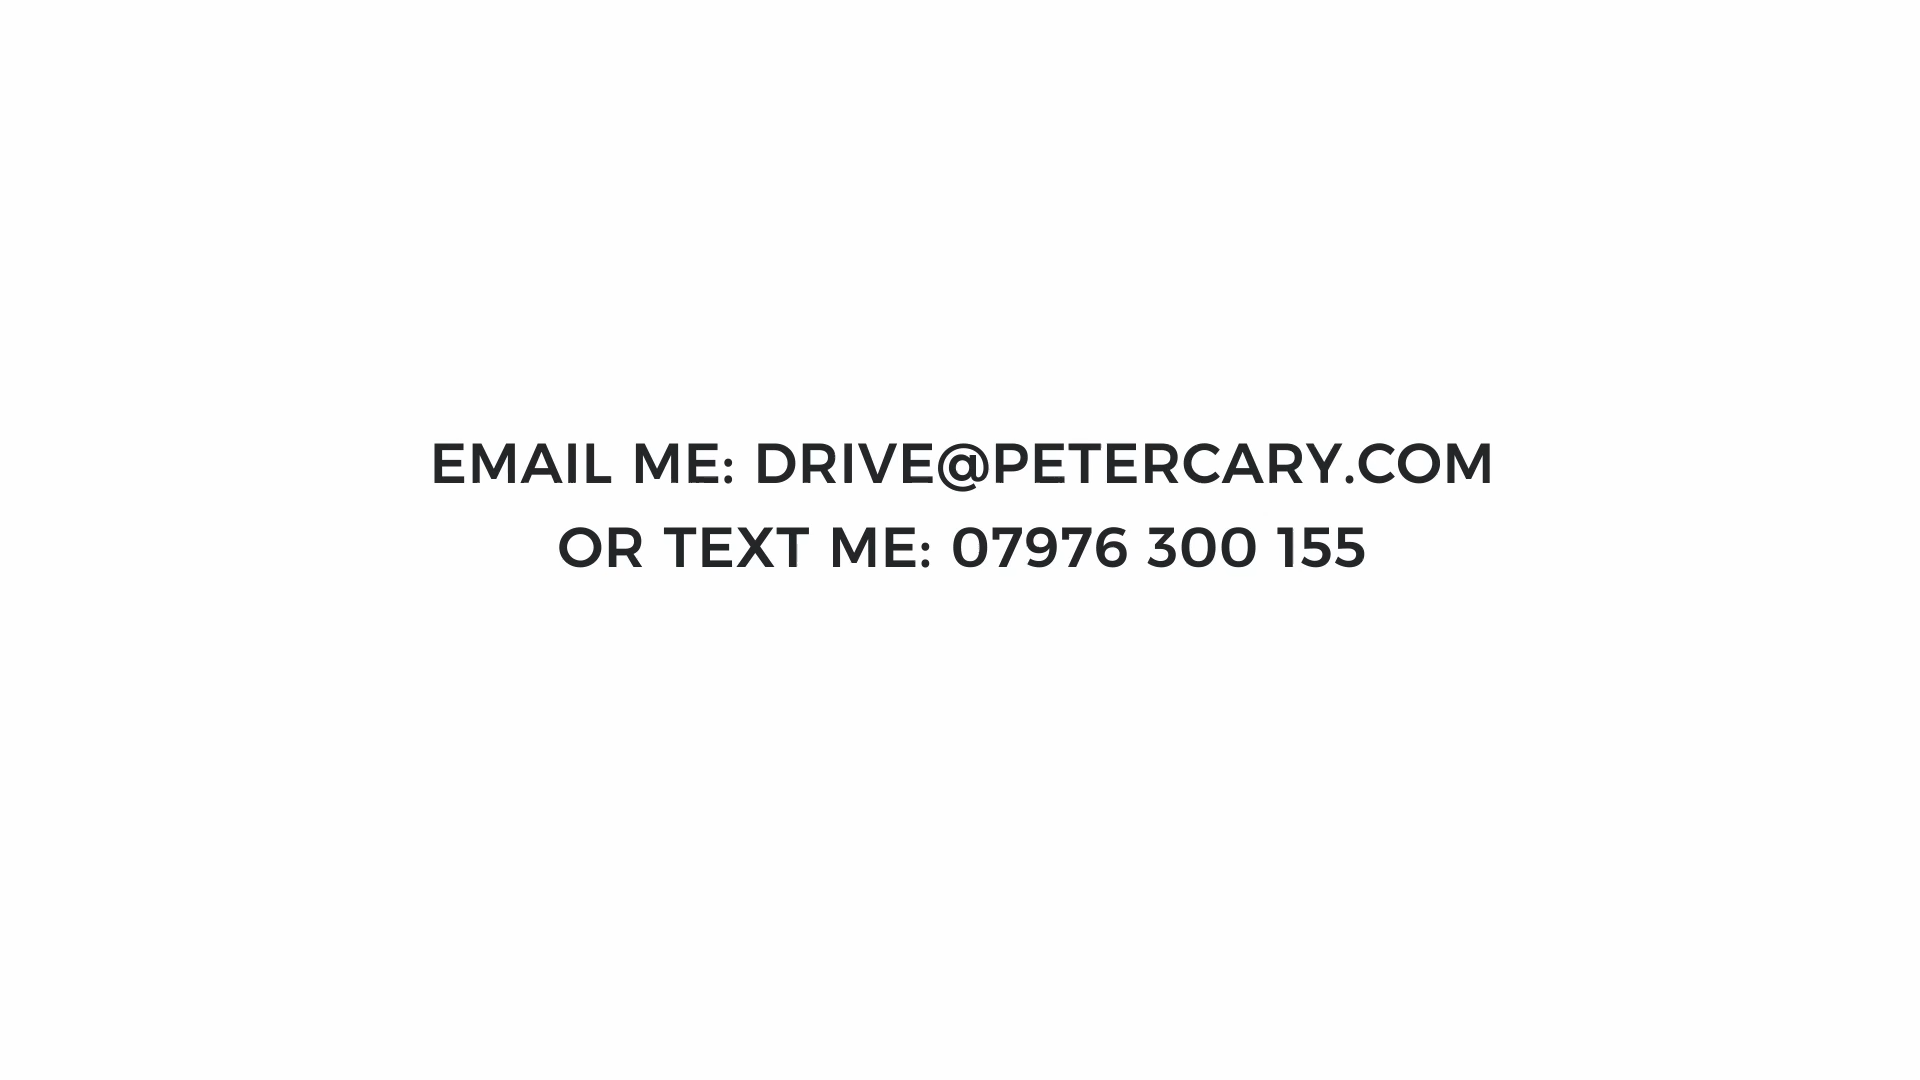 EMAIL ME: DRIVE@PETERCARY.COM
OR TEXT ME: 07976 300 155